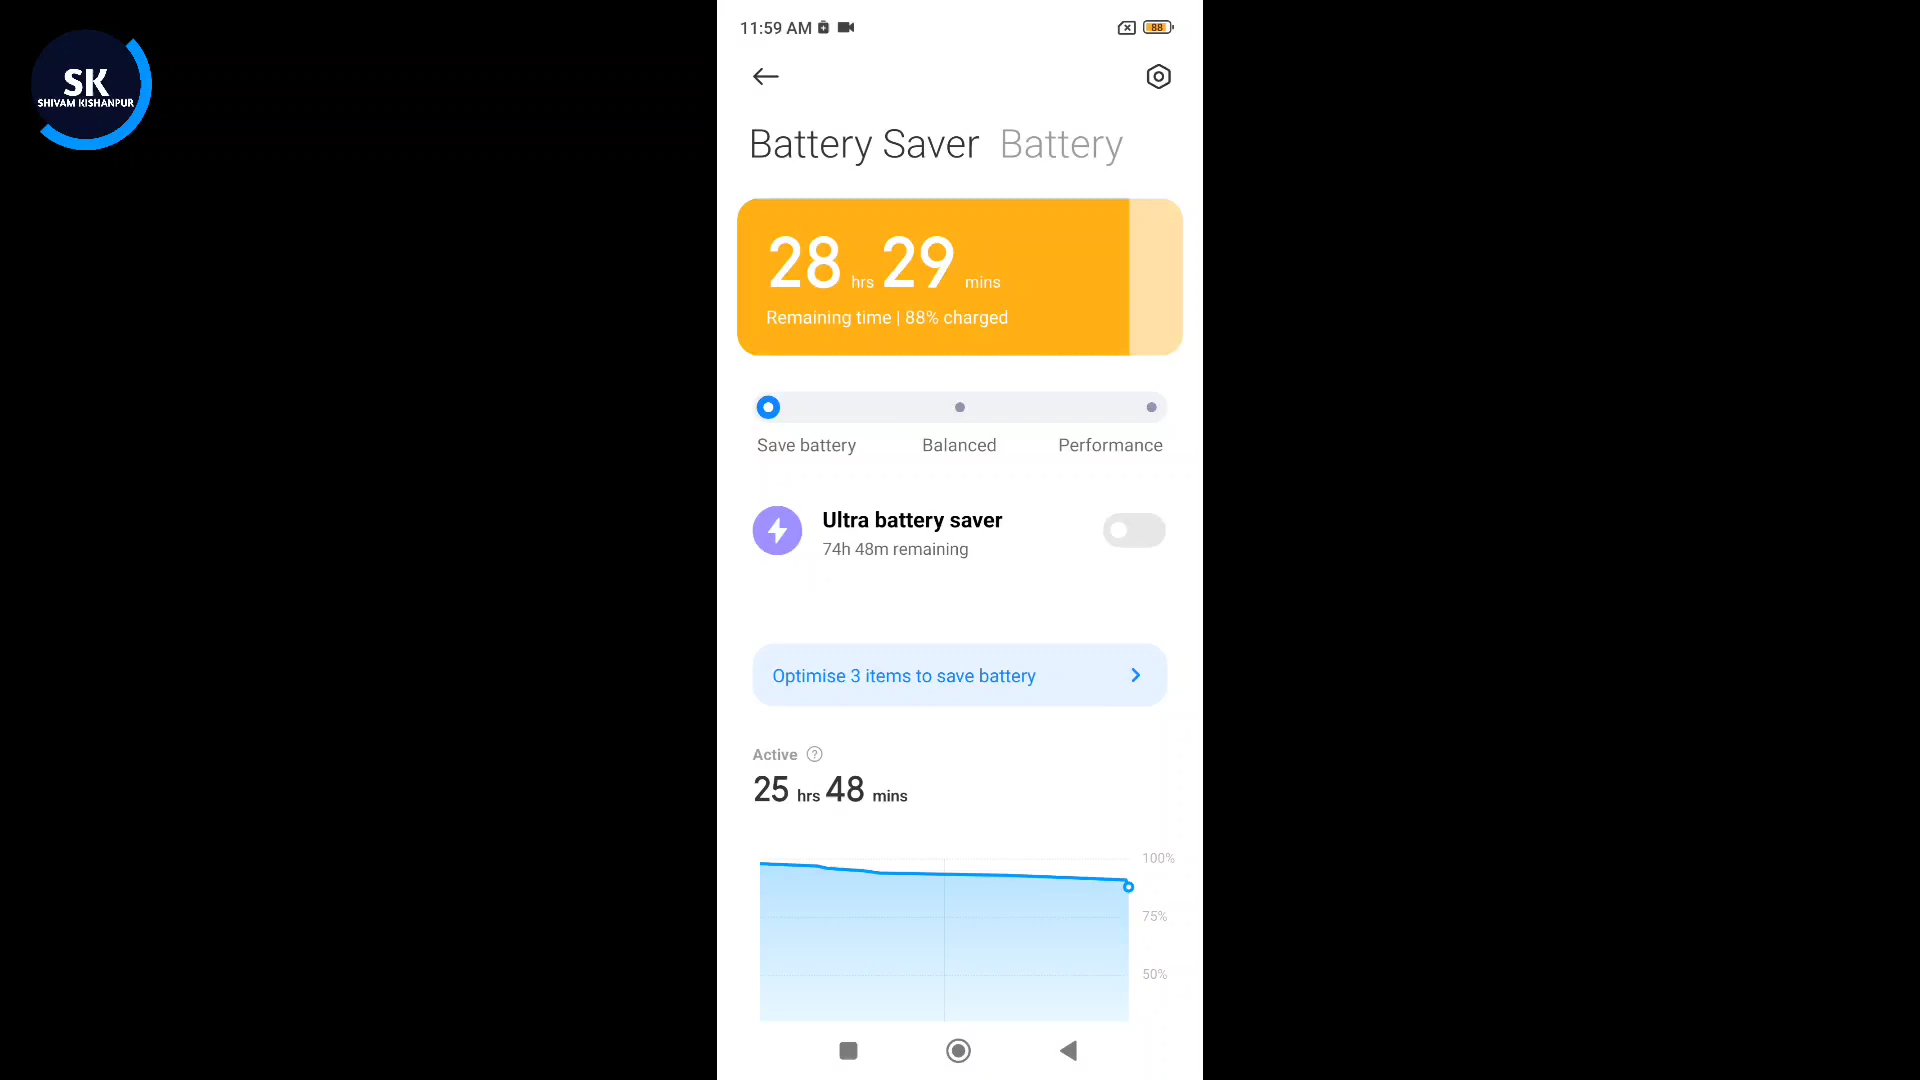 SK
SHIVAM KISHANPUR
11:59 AM
88
Battery Saver Battery
28 hrs 29 mins
Remaining time | 88% charged
Save battery Balanced Performance
Ultra battery saver
74h 48m remaining
Optimise 3 items to save battery
Active ?
25 hrs 48 mins
100%
75%
50%